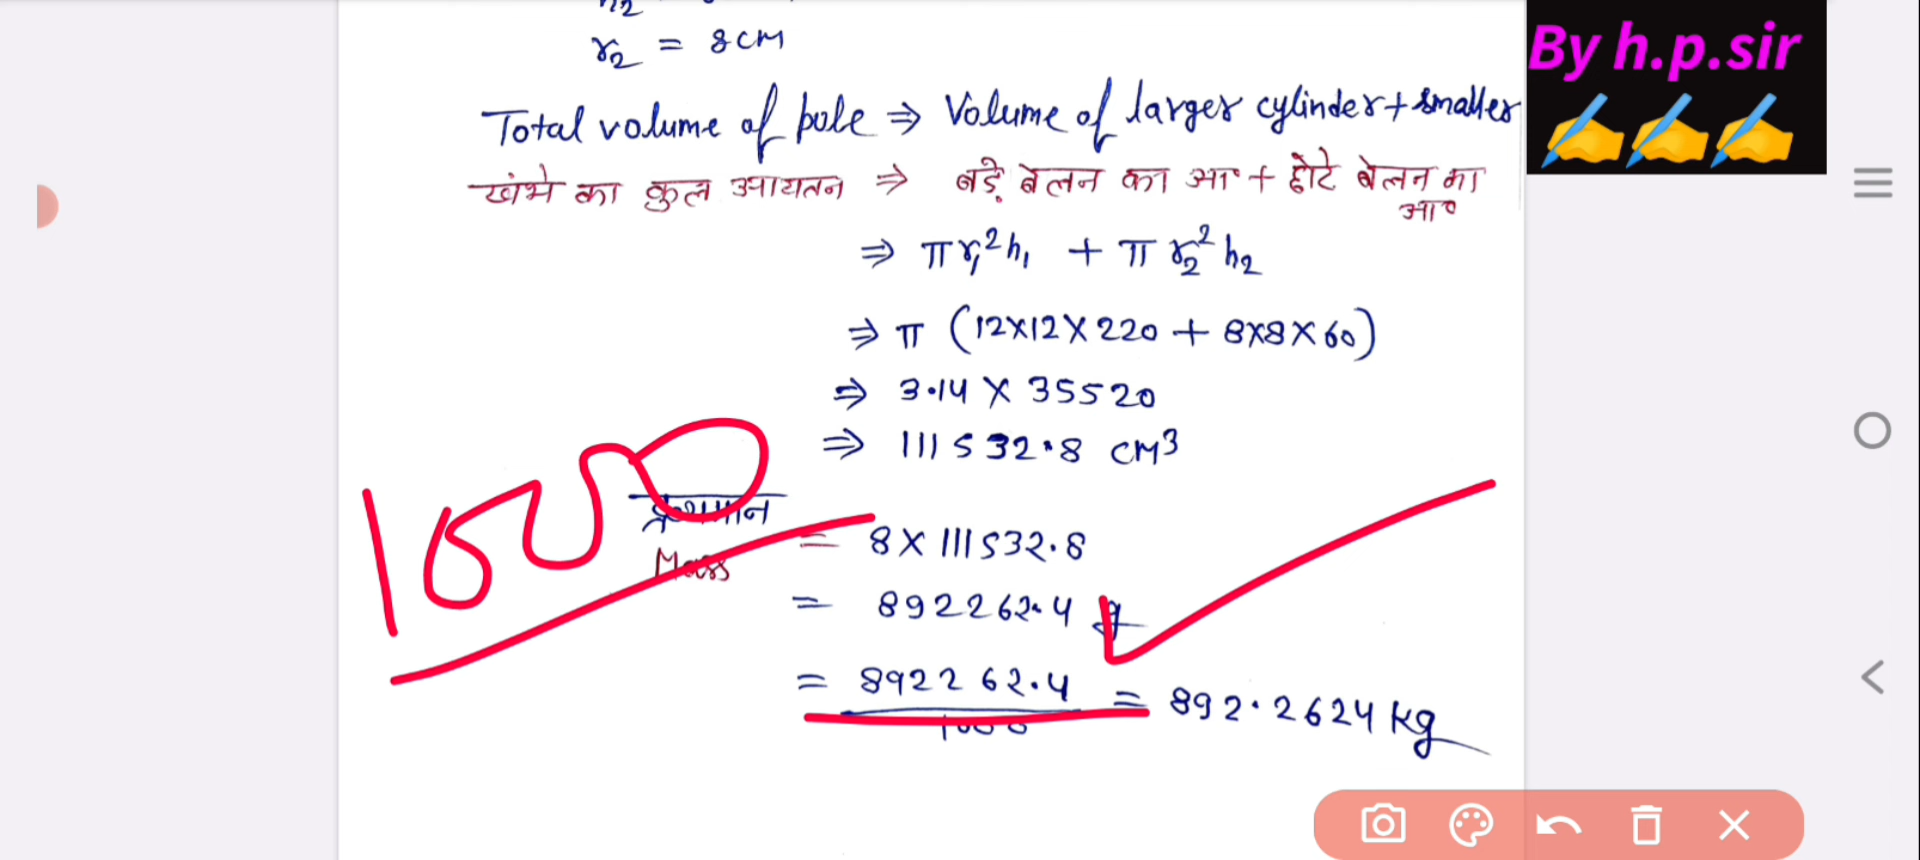 r₂ = 8cm
By h.p.sir
Total volume of pole ⇒ Volume of larger cylinder + smaller
खंभे का कुल आयतन ⇒ बड़े बेलन का आ° + छोटे बेलन का
आ°
⇒ πr₁²h₁ + πr₂²h₂
⇒ π (12×12×220 + 8×8×60)
⇒ 3.14 × 35520
⇒ 111532.8 cm³
1000
द्रव्यमान
Mass = 8×111532.8
= 892262.4 g
= 892262.4 / 1000 = 892.2624 kg